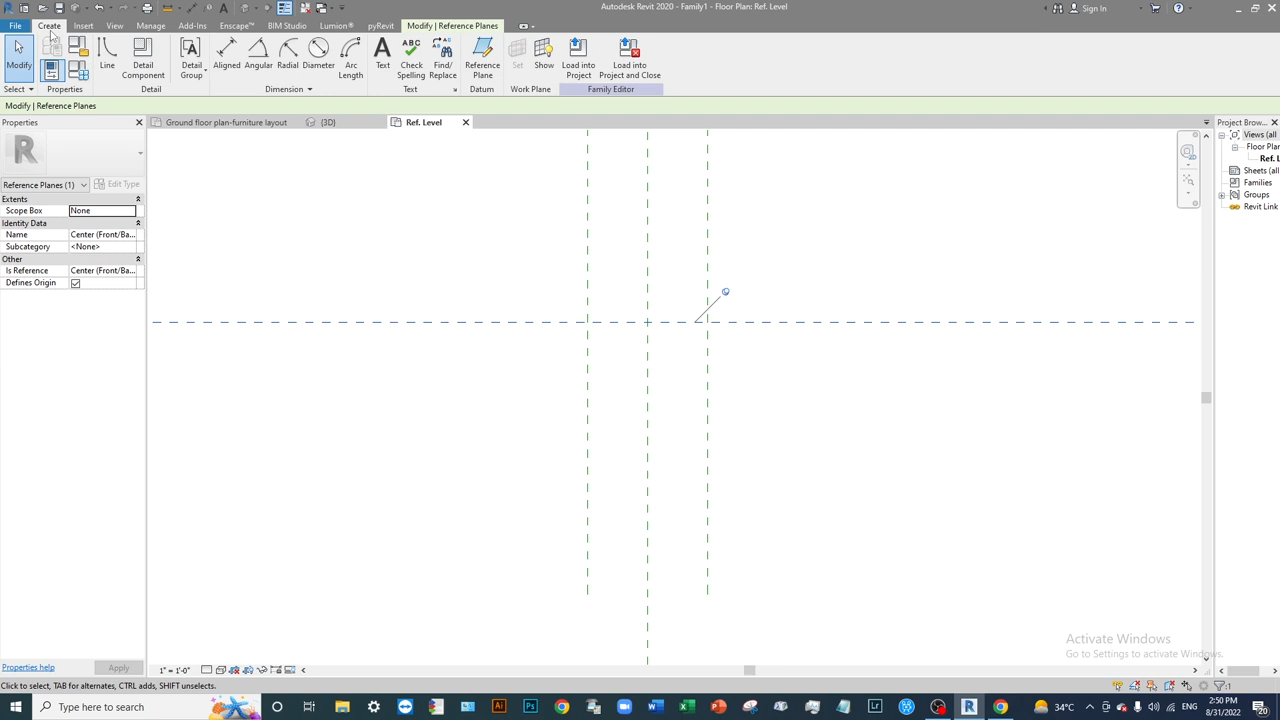 Autodesk Revit 2020 - Family1 - Floor Plan: Ref. Level
Sign In
File Create Insert View Manage Add-Ins Enscape™ BIM Studio Lumion® pyRevit Modify | Reference Planes
Modify Line Detail Component Detail Group Aligned Angular Radial Diameter Arc Length Text Check Spelling Find/ Replace Reference Plane Set Show Load into Project Load into Project and Close
Select Properties Detail Dimension Text Datum Work Plane Family Editor
Modify | Reference Planes
Properties
Ground floor plan-furniture layout {3D} Ref. Level
Project Brow...
Views (all
Floor Plan
Ref. L
Sheets (all
Families
Groups
Revit Link
Reference Planes (1) Edit Type
Extents
Scope Box None
Identity Data
Name Center (Front/Ba...
Subcategory <None>
Other
Is Reference Center (Front/Ba...
Defines Origin
Activate Windows
Go to Settings to activate Windows.
Properties help Apply
1" = 1'-0"
Click to select, TAB for alternates, CTRL adds, SHIFT unselects.
:1
Type here to search
34°C ENG
2:50 PM
8/31/2022
20